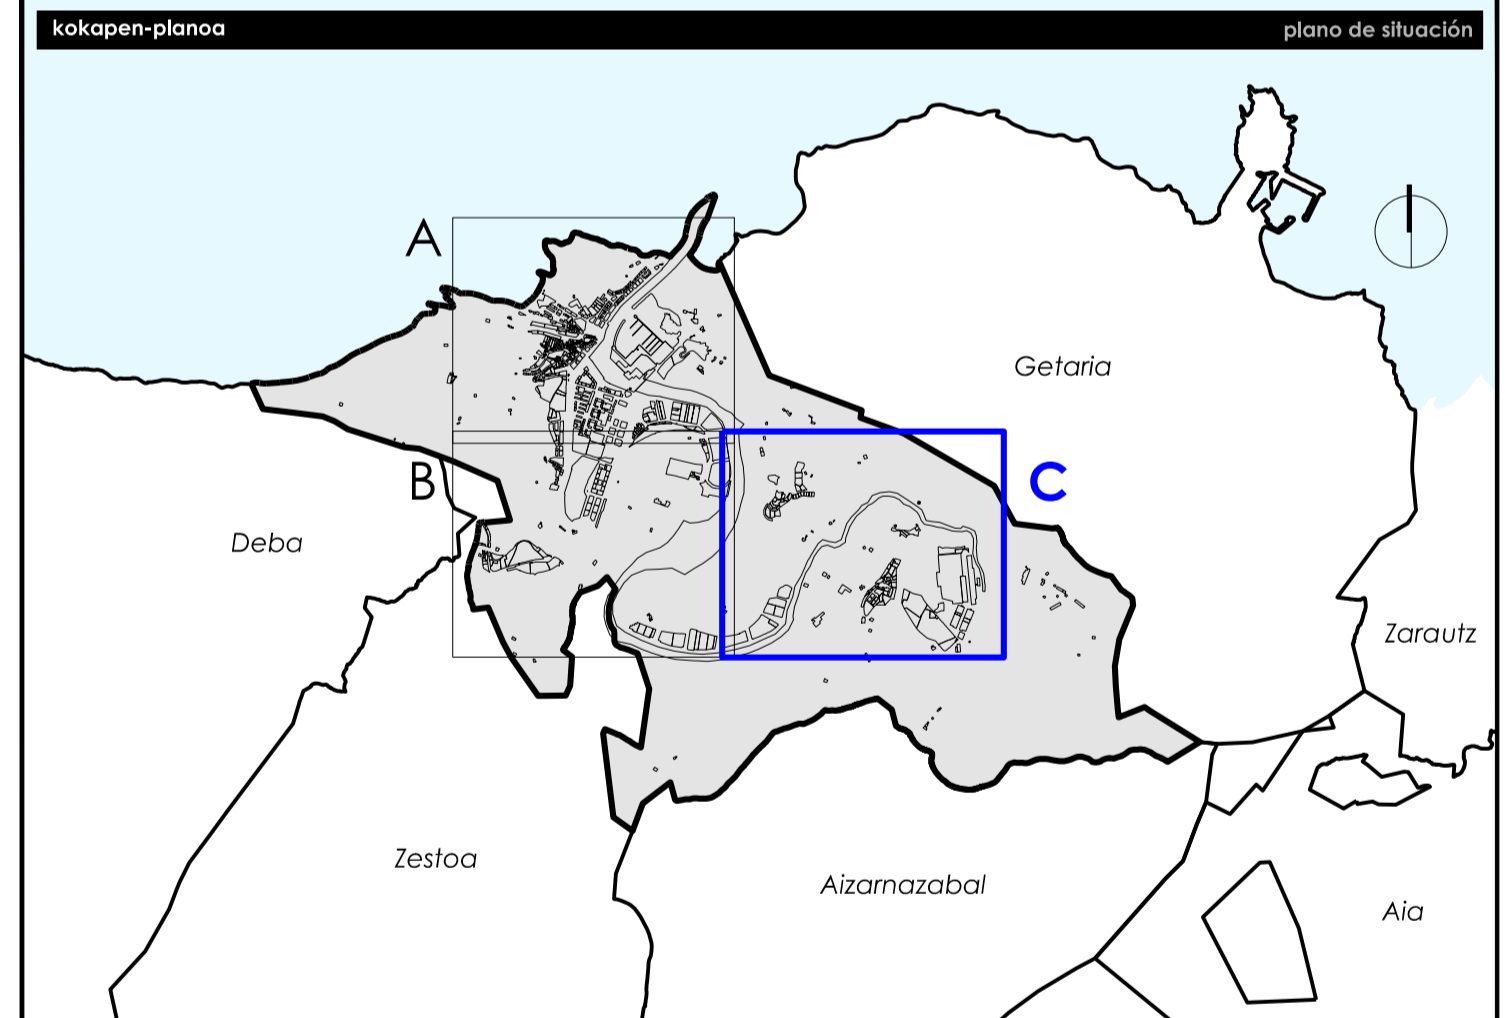 kokapen-planoa
plano de situación
A
Getaria
B
C
Deba
Zarautz
Zestoa
Aizarnazabal
Aia